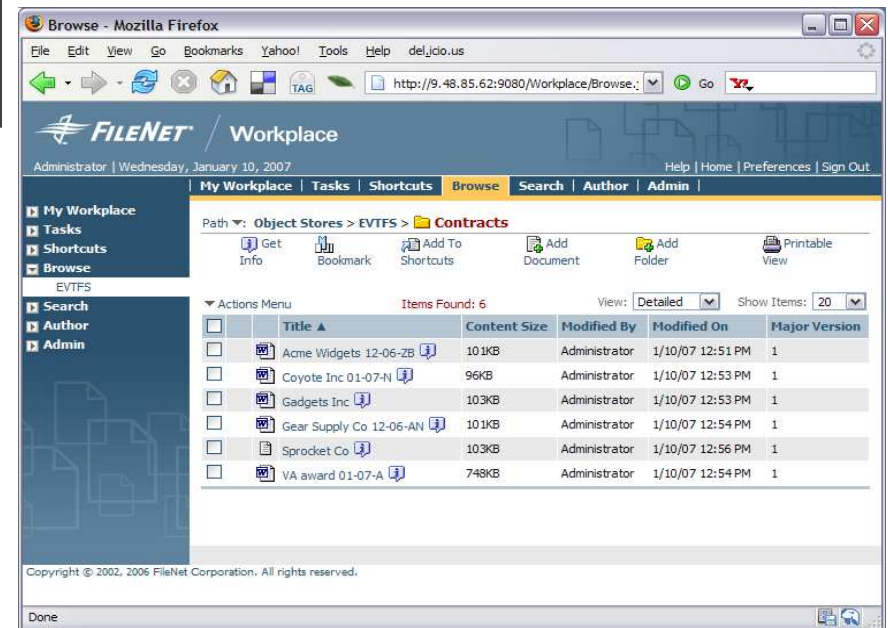 Browse - Mozilla Firefox
File Edit View Go Bookmarks Yahoo! Tools Help del.icio.us
TAG http://9.48.85.62:9080/Workplace/Browse.j Go Y!
FILENET Workplace
Administrator | Wednesday, January 10, 2007 Help | Home | Preferences | Sign Out
| My Workplace | Tasks | Shortcuts Browse Search | Author | Admin |
My Workplace
Tasks
Shortcuts
Browse
EVTFS
Search
Author
Admin
Path : Object Stores > EVTFS > Contracts
Get Info Bookmark Add To Shortcuts Add Document Add Folder Printable View
Actions Menu Items Found: 6 View: Detailed Show Items: 20
Title Content Size Modified By Modified On Major Version
Acme Widgets 12-06-ZB 101KB Administrator 1/10/07 12:51 PM 1
Coyote Inc 01-07-N 96KB Administrator 1/10/07 12:53 PM 1
Gadgets Inc 103KB Administrator 1/10/07 12:53 PM 1
Gear Supply Co 12-06-AN 101KB Administrator 1/10/07 12:54 PM 1
Sprocket Co 103KB Administrator 1/10/07 12:56 PM 1
VA award 01-07-A 748KB Administrator 1/10/07 12:54 PM 1
Copyright © 2002, 2006 FileNet Corporation. All rights reserved.
Done